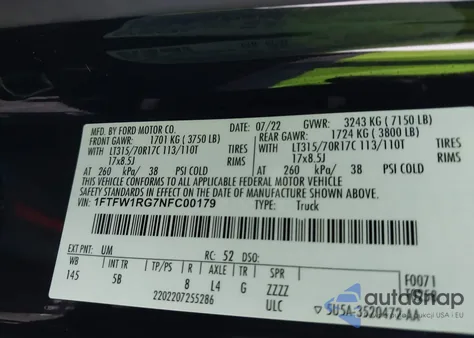 MFD. BY FORD MOTOR CO.
07/22 GVWR: 3243 KG ( 7150 LB)
FRONT GAWR: 1701 KG ( 3750 LB) REAR GAWR: 1724 KG ( 3800 LB)
WITH LT315/70R17C 113/110T TIRES WITH LT315/70R17C 113/110T TIRES
17x8.5J RIMS 17x8.5J RIMS
AT 260 kPa/ 38 PSI COLD AT 260 kPa/ 38 PSI COLD
THIS VEHICLE CONFORMS TO ALL APPLICABLE FEDERAL MOTOR VEHICLE
SAFETY STANDARDS IN EFFECT ON THE DATE OF MANUFACTURE SHOWN ABOVE.
VIN: 1FTFW1RG7NFC00179 TYPE: Truck
EXT PNT: UM RC: 52 DSO:
WB INT TR TP/PS R AXLE TR SPR F0071
145 SB 8 L4 G ZZZZ
2202207255286 ULC
5U5A-3520472-AA
autoshap